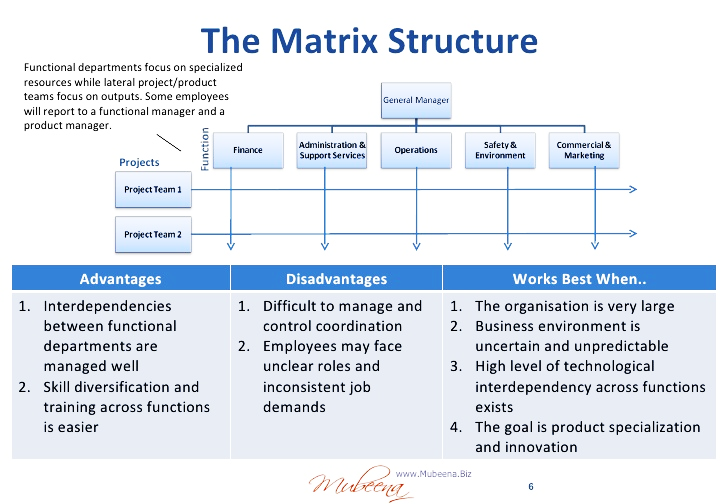 The Matrix Structure
Functional departments focus on specialized
resources while lateral project/product
teams focus on outputs. Some employees
will report to a functional manager and a
product manager.
General Manager
Function
Finance
Administration &
Support Services
Operations
Safety &
Environment
Commercial &
Marketing
Projects
Project Team 1
Project Team 2
Advantages
1. Interdependencies
between functional
departments are
managed well
2. Skill diversification and
training across functions
is easier
Disadvantages
1. Difficult to manage and
control coordination
2. Employees may face
unclear roles and
inconsistent job
demands
Works Best When..
1. The organisation is very large
2. Business environment is
uncertain and unpredictable
3. High level of technological
interdependency across functions
exists
4. The goal is product specialization
and innovation
Mubeena
www.Mubeena.Biz
6